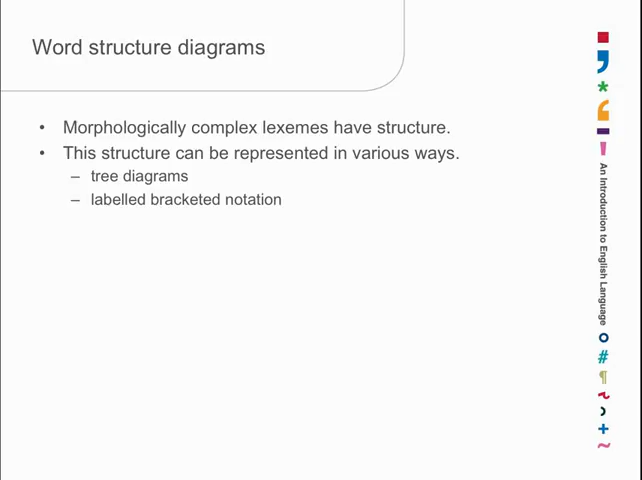 Word structure diagrams
• Morphologically complex lexemes have structure.
• This structure can be represented in various ways.
– tree diagrams
– labelled bracketed notation
An Introduction to English Language